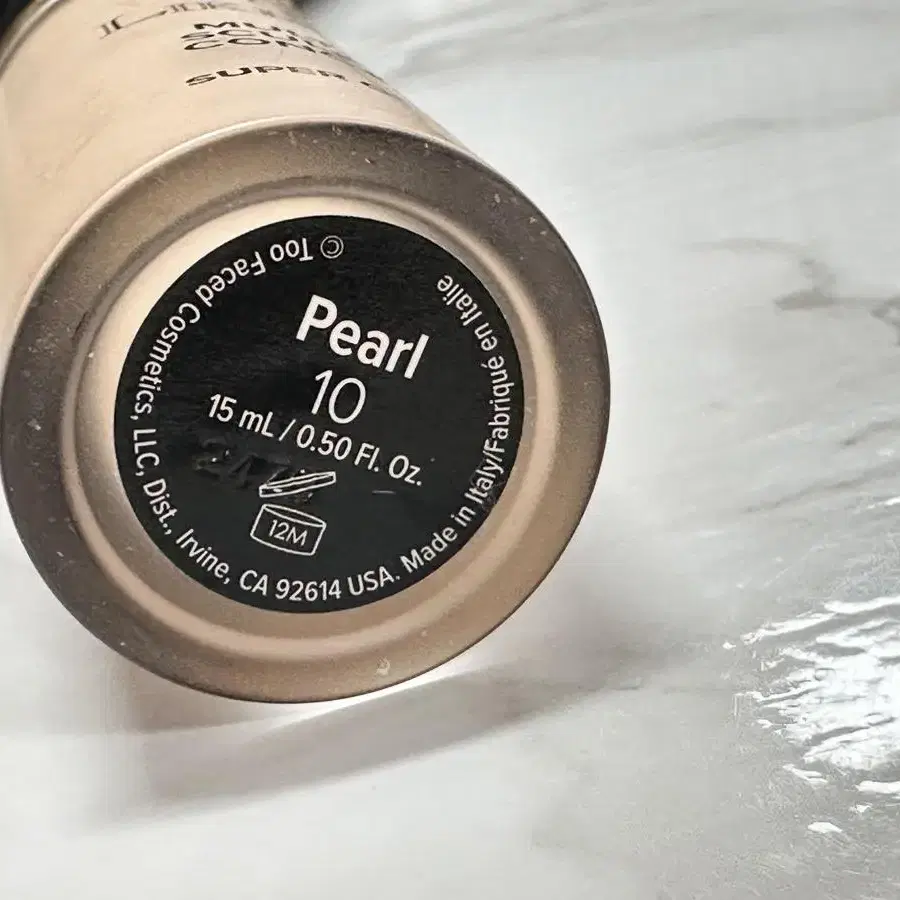 SUPER
Pearl
10
15 mL / 0.50 Fl. Oz.
12M
© Too Faced Cosmetics, LLC, Dist., Irvine, CA 92614 USA. Made in Italy/Fabriqué en Italie